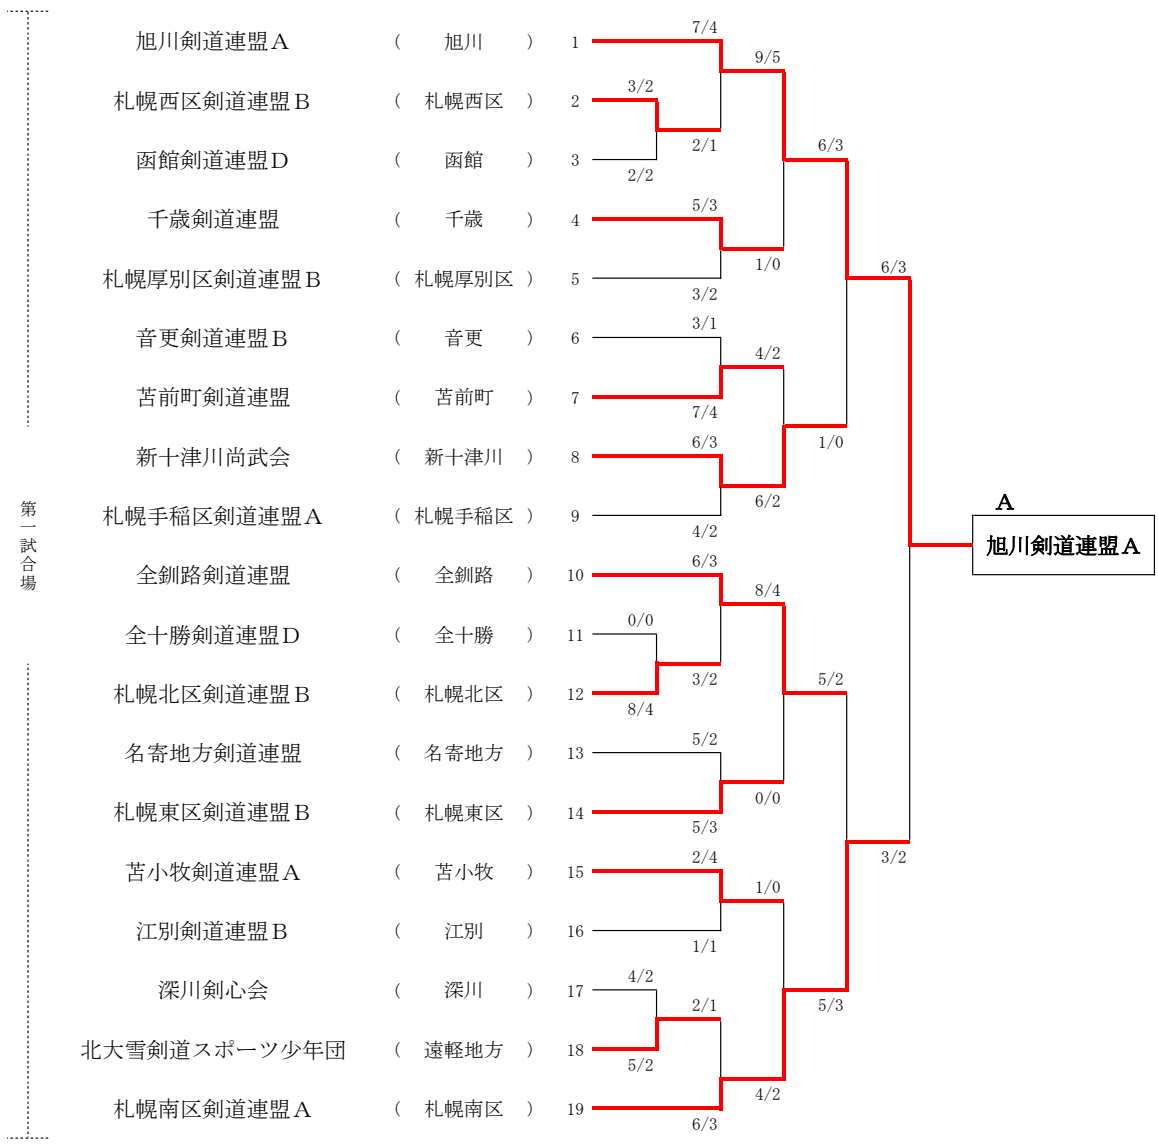 7/4
旭川剣道連盟A ( 旭川 ) 1
9/5
3/2
札幌西区剣道連盟B ( 札幌西区 ) 2
2/1
6/3
函館剣道連盟D ( 函館 ) 3
2/2
5/3
千歳剣道連盟 ( 千歳 ) 4
1/0
6/3
札幌厚別区剣道連盟B ( 札幌厚別区 ) 5
3/2
3/1
音更剣道連盟B ( 音更 ) 6
4/2
苫前町剣道連盟 ( 苫前町 ) 7
7/4
6/3
1/0
新十津川尚武会 ( 新十津川 ) 8
6/2
札幌手稲区剣道連盟A ( 札幌手稲区 ) 9
4/2
第一試合場
A
旭川剣道連盟A
6/3
全釧路剣道連盟 ( 全釧路 ) 10
8/4
0/0
全十勝剣道連盟D ( 全十勝 ) 11
3/2
5/2
札幌北区剣道連盟B ( 札幌北区 ) 12
8/4
5/2
名寄地方剣道連盟 ( 名寄地方 ) 13
0/0
札幌東区剣道連盟B ( 札幌東区 ) 14
5/3
2/4
3/2
苫小牧剣道連盟A ( 苫小牧 ) 15
1/0
江別剣道連盟B ( 江別 ) 16
1/1
4/2
深川剣心会 ( 深川 ) 17
2/1
5/3
北大雪剣道スポーツ少年団 ( 遠軽地方 ) 18
5/2
4/2
札幌南区剣道連盟A ( 札幌南区 ) 19
6/3